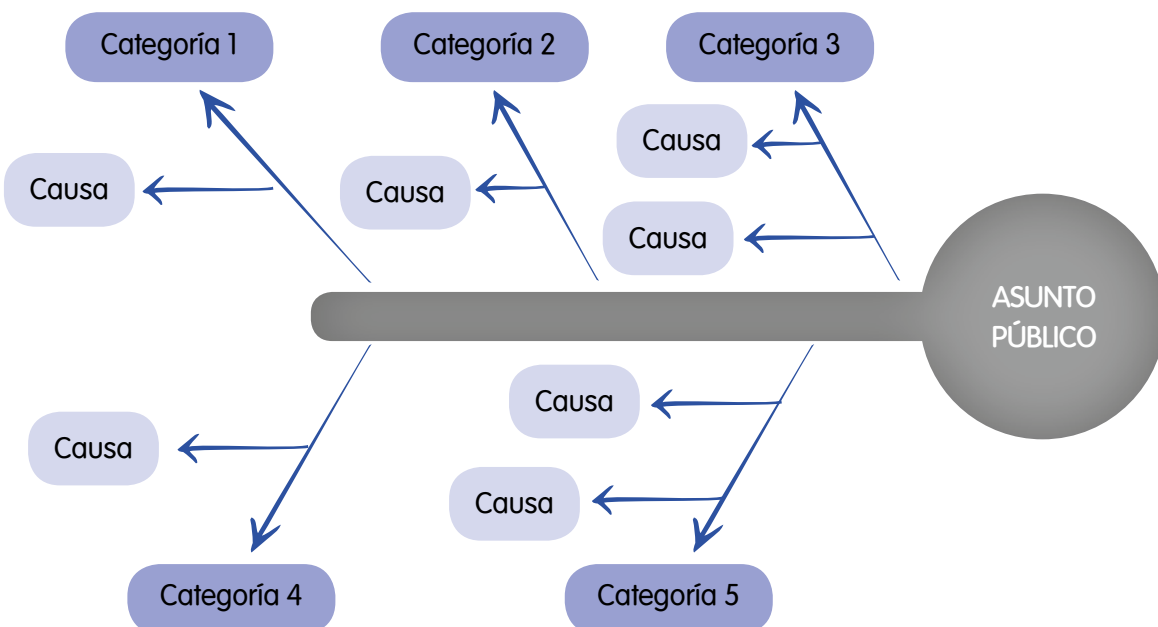 Categoría 1
Categoría 2
Categoría 3
Causa
Causa
Causa
Causa
ASUNTO
PÚBLICO
Causa
Causa
Causa
Categoría 4
Categoría 5